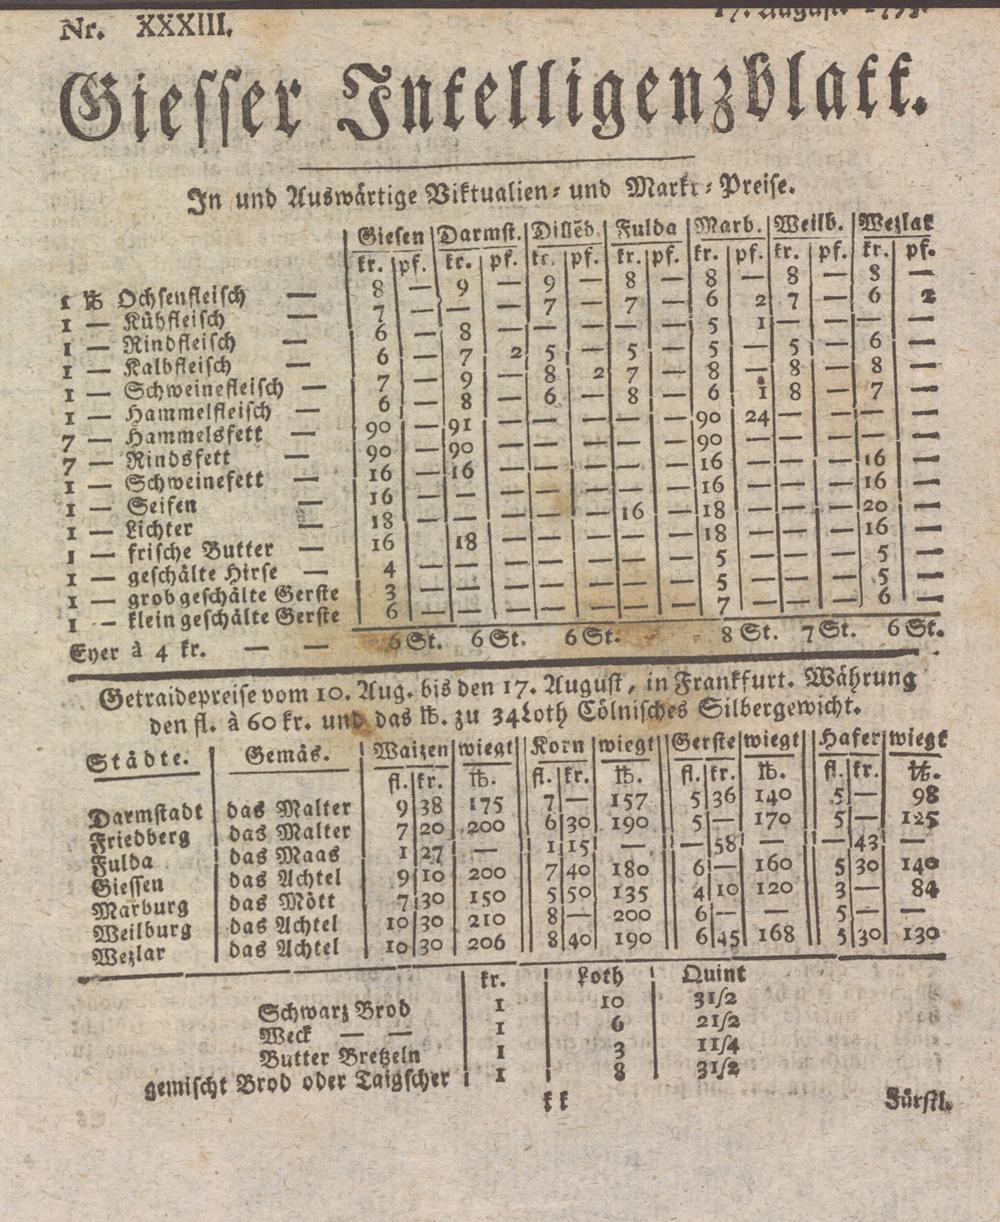 Nr. XXXIII.
Giesser Intelligenzblatt.
In und Auswärtige Viktualien- und Markt-Preise.
Giesen Darmst. Dillēb Fulda Marb. Weilb. Wezlar
kr. pf. kr. pf. kr. pf. kr. pf. kr. pf. kr. pf. kr. pf.
1 ℔ Ochsenfleisch — 8 — 9 — 9 — 8 — 8 — 8 — 8 —
1 — Kühfleisch — 7 — — — 7 — 7 — 6 2 7 — 6 2
1 — Rindfleisch — 6 — 8 — — — — — 5 1 — — — —
1 — Kalbfleisch — 6 — 7 2 5 — 5 — 5 — 5 — 6 —
1 — Schweinefleisch — 7 — 9 — 8 2 7 — 8 — 8 — 8 —
1 — Hammelfleisch — 6 — 8 — 6 — 8 — 6 1 8 — 7 —
7 — Hammelsfett — 90 — 91 — — — — — 90 24 — — — —
7 — Rindsfett — 90 — 90 — — — — — 90 — — — — —
1 — Schweinefett — 16 — 16 — — — — — 16 — — — 16 —
1 — Seifen — 16 — — — — — — — 16 — — — 16 —
1 — Lichter — 18 — — — — — 16 — 18 — — — 20 —
1 — frische Butter — 16 — 18 — — — — — 18 — — — 16 —
1 — geschälte Hirse — 4 — — — — — — — 5 — — — 5 —
1 — grob geschälte Gerste 3 — — — — — — — 5 — — — 5 —
1 — klein geschälte Gerste 6 — — — — — — — 7 — — — 6 —
Eyer à 4 kr. — — 6 St. 6 St. 6 St. 8 St. 7 St. 6 St.
Getraidepreise vom 10. Aug. bis den 17. August, in Frankfurt. Währung
den fl. à 60 kr. und das ℔. zu 34 Loth Cölnisches Silbergewicht.
Städte. Gemäs. Waizen wiegt Korn wiegt Gerste wiegt Hafer wiegt
fl. kr. ℔. fl. kr. ℔. fl. kr. ℔. fl. kr. ℔.
Darmstadt das Malter 9 38 175 7 — 157 5 36 140 5 — 98
Friedberg das Malter 7 20 200 6 30 190 5 — 170 5 — 125
Fulda das Maas 1 27 — 1 15 — — 58 — — 43 —
Giessen das Achtel 9 10 200 7 40 180 6 — 160 5 30 140
Marburg das Mött 7 30 150 5 50 135 4 10 120 3 — 84
Weilburg das Achtel 10 30 210 8 — 200 6 — — 5 — —
Wezlar das Achtel 10 30 206 8 40 190 6 45 168 5 30 130
kr. Loth Quint
Schwarz Brod 1 10 31/2
Weck — — 1 6 21/2
Butter Bretzeln 1 3 11/4
gemischt Brod oder Taigscher 1 8 31/2
kk Fürstl.